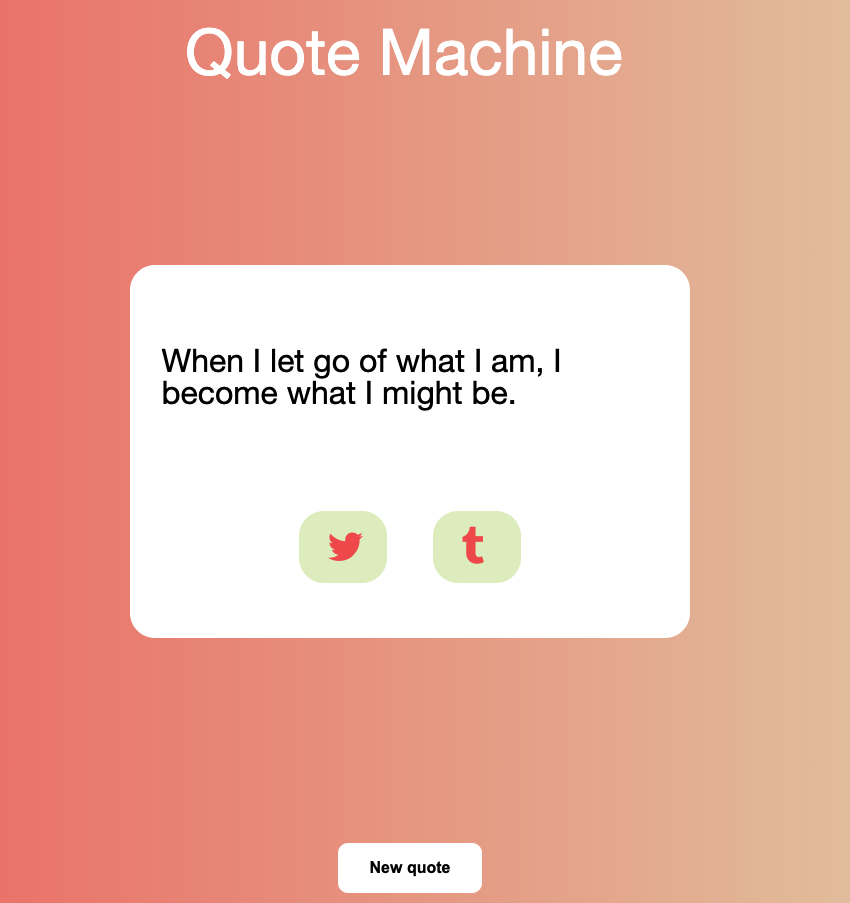 Quote Machine
When I let go of what I am, I
become what I might be.
New quote